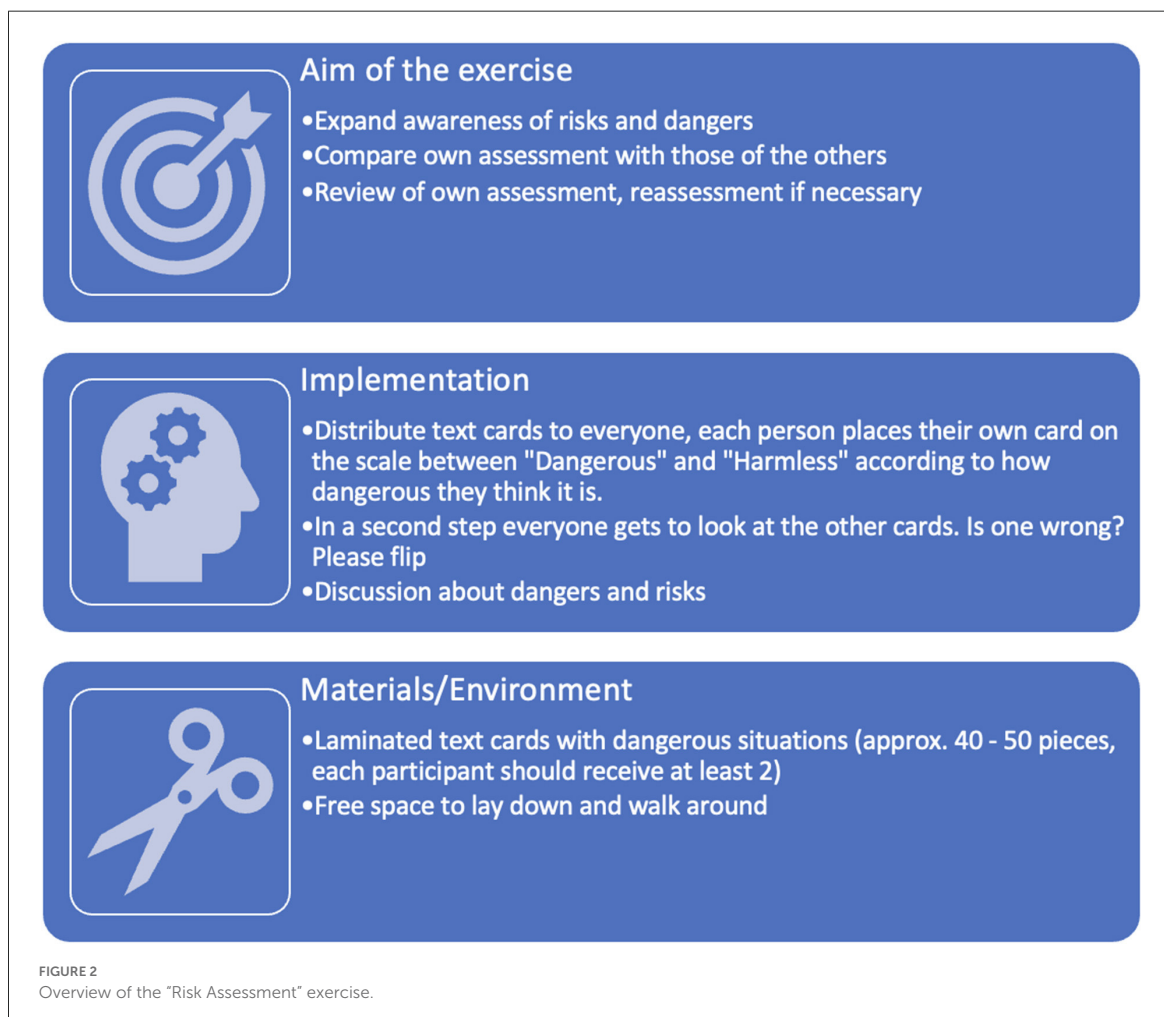 Aim of the exercise
•Expand awareness of risks and dangers
•Compare own assessment with those of the others
•Review of own assessment, reassessment if necessary
Implementation
•Distribute text cards to everyone, each person places their own card on
the scale between "Dangerous" and "Harmless" according to how
dangerous they think it is.
•In a second step everyone gets to look at the other cards. Is one wrong?
Please flip
•Discussion about dangers and risks
Materials/Environment
•Laminated text cards with dangerous situations (approx. 40 - 50 pieces,
each participant should receive at least 2)
•Free space to lay down and walk around
FIGURE 2
Overview of the “Risk Assessment” exercise.